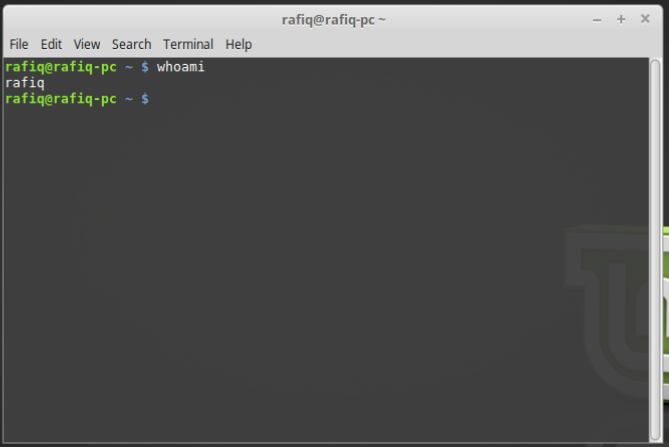 rafiq@rafiq-pc ~
File Edit View Search Terminal Help
rafiq@rafiq-pc ~ $ whoami
rafiq
rafiq@rafiq-pc ~ $